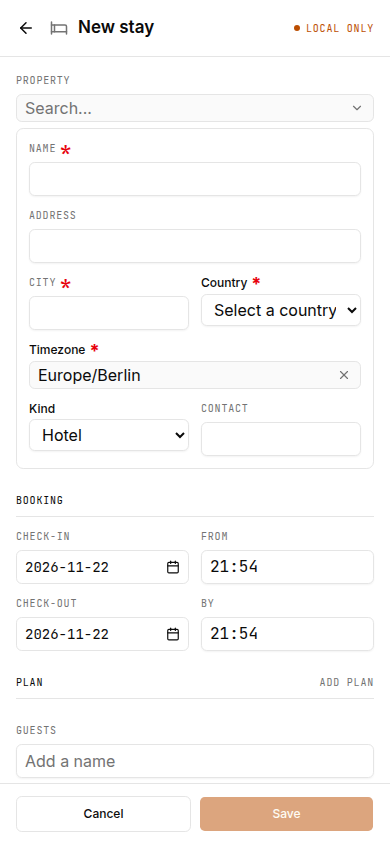 New stay
LOCAL ONLY
PROPERTY
Search...
NAME *
ADDRESS
CITY *
Country *
Select a country
Timezone *
Europe/Berlin
Kind
CONTACT
Hotel
BOOKING
CHECK-IN
FROM
2026-11-22
21:54
CHECK-OUT
BY
2026-11-22
21:54
PLAN
ADD PLAN
GUESTS
Add a name
Cancel
Save